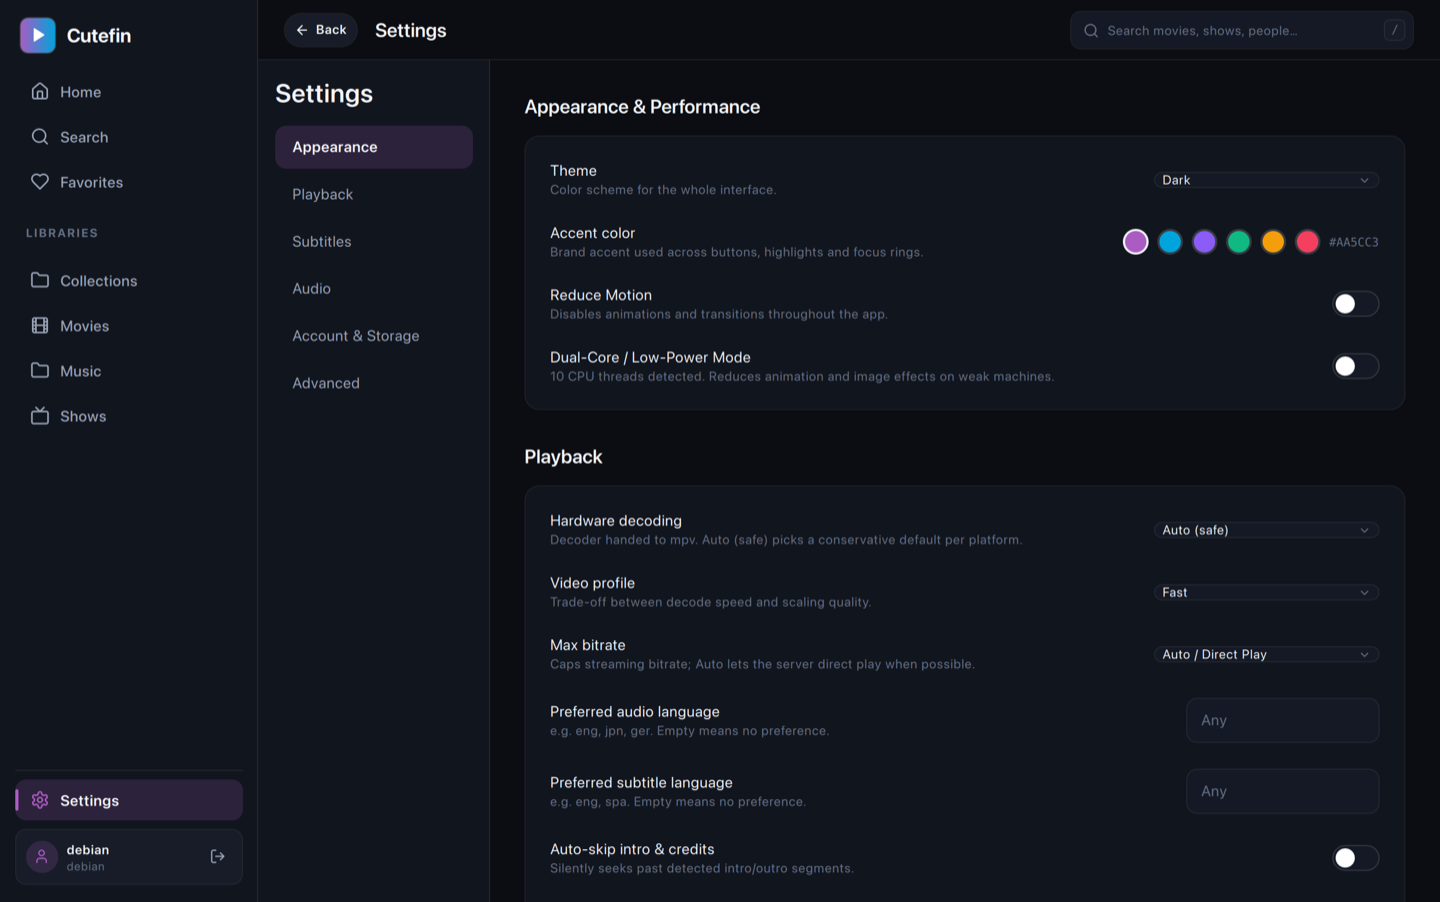 Cutefin
Home
Search
Favorites
LIBRARIES
Collections
Movies
Music
Shows
Settings
debian
debian
Back
Settings
Search movies, shows, people…
/
Settings
Appearance
Playback
Subtitles
Audio
Account & Storage
Advanced
Appearance & Performance
Theme
Color scheme for the whole interface.
Dark
Accent color
Brand accent used across buttons, highlights and focus rings.
#AA5CC3
Reduce Motion
Disables animations and transitions throughout the app.
Dual-Core / Low-Power Mode
10 CPU threads detected. Reduces animation and image effects on weak machines.
Playback
Hardware decoding
Decoder handed to mpv. Auto (safe) picks a conservative default per platform.
Auto (safe)
Video profile
Trade-off between decode speed and scaling quality.
Fast
Max bitrate
Caps streaming bitrate; Auto lets the server direct play when possible.
Auto / Direct Play
Preferred audio language
e.g. eng, jpn, ger. Empty means no preference.
Any
Preferred subtitle language
e.g. eng, spa. Empty means no preference.
Any
Auto-skip intro & credits
Silently seeks past detected intro/outro segments.